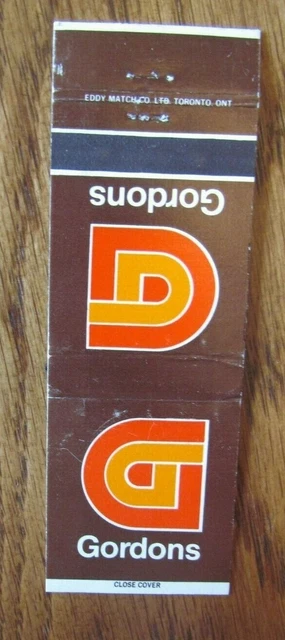 EDDY MATCH CO. LTD. TORONTO, ONT
Gordons
Gordons
CLOSE COVER